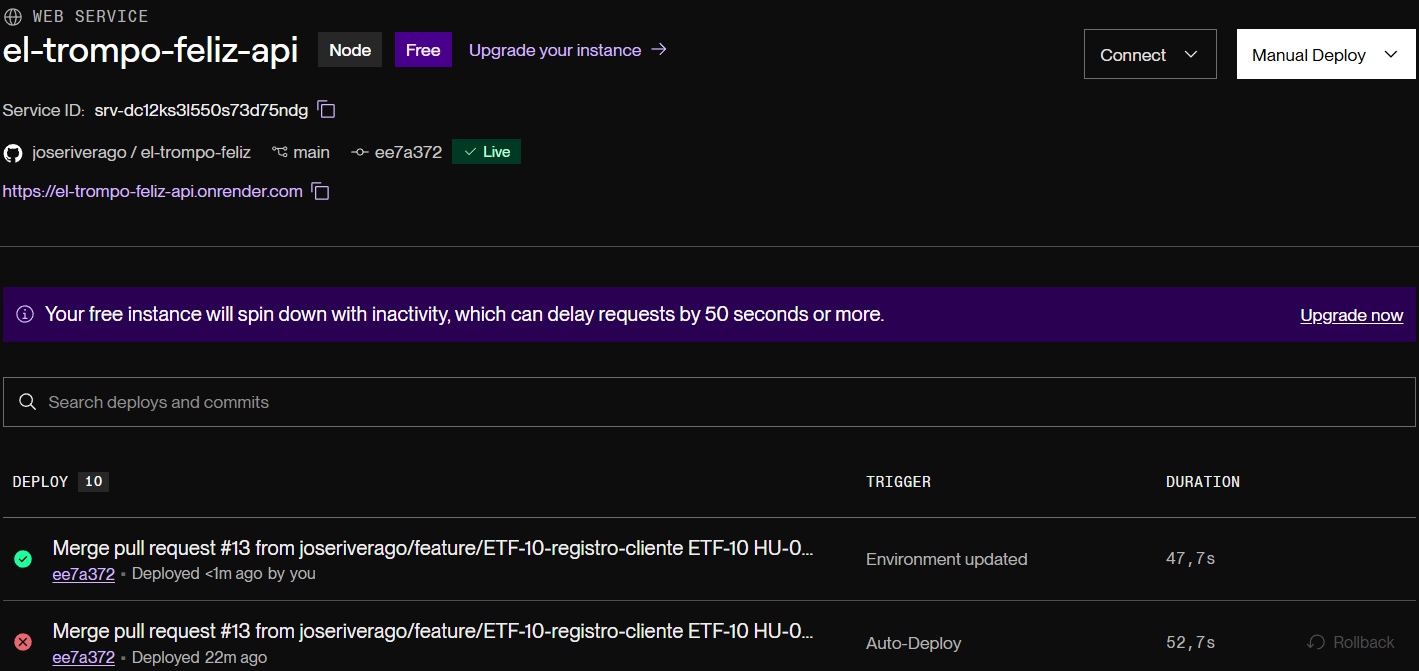 WEB SERVICE
el-trompo-feliz-api Node Free Upgrade your instance →
Connect Manual Deploy
Service ID: srv-dc12ks3l550s73d75ndg
joseriverago / el-trompo-feliz main ee7a372 Live
https://el-trompo-feliz-api.onrender.com
Your free instance will spin down with inactivity, which can delay requests by 50 seconds or more. Upgrade now
Search deploys and commits
DEPLOY 10 TRIGGER DURATION
Merge pull request #13 from joseriverago/feature/ETF-10-registro-cliente ETF-10 HU-0...
ee7a372 • Deployed <1m ago by you
Environment updated 47,7s
Merge pull request #13 from joseriverago/feature/ETF-10-registro-cliente ETF-10 HU-0...
ee7a372 • Deployed 22m ago
Auto-Deploy 52,7s Rollback